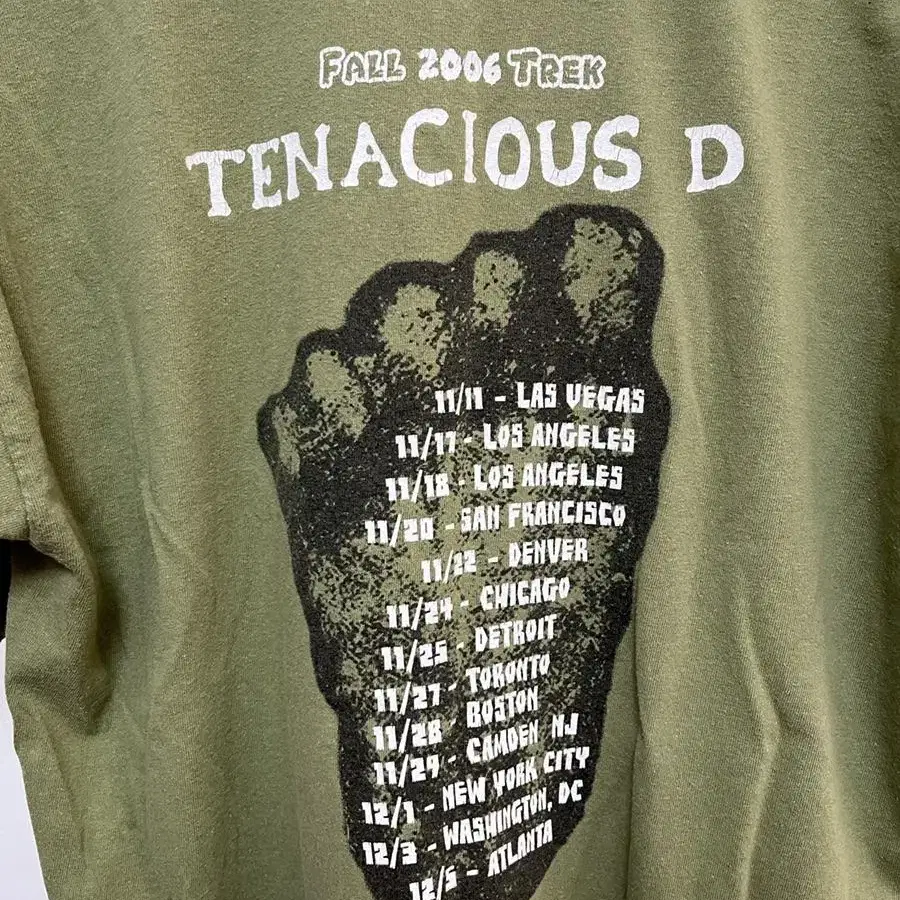 FALL 2006 TREK
TENACIOUS D
11/11 - LAS VEGAS
11/17 - LOS ANGELES
11/18 - LOS ANGELES
11/20 - SAN FRANCISCO
11/22 - DENVER
11/24 - CHICAGO
11/25 - DETROIT
11/27 - TORONTO
11/28 - BOSTON
11/29 - CAMDEN NJ
12/1 - NEW YORK CITY
12/3 - WASHINGTON, DC
12/5 - ATLANTA